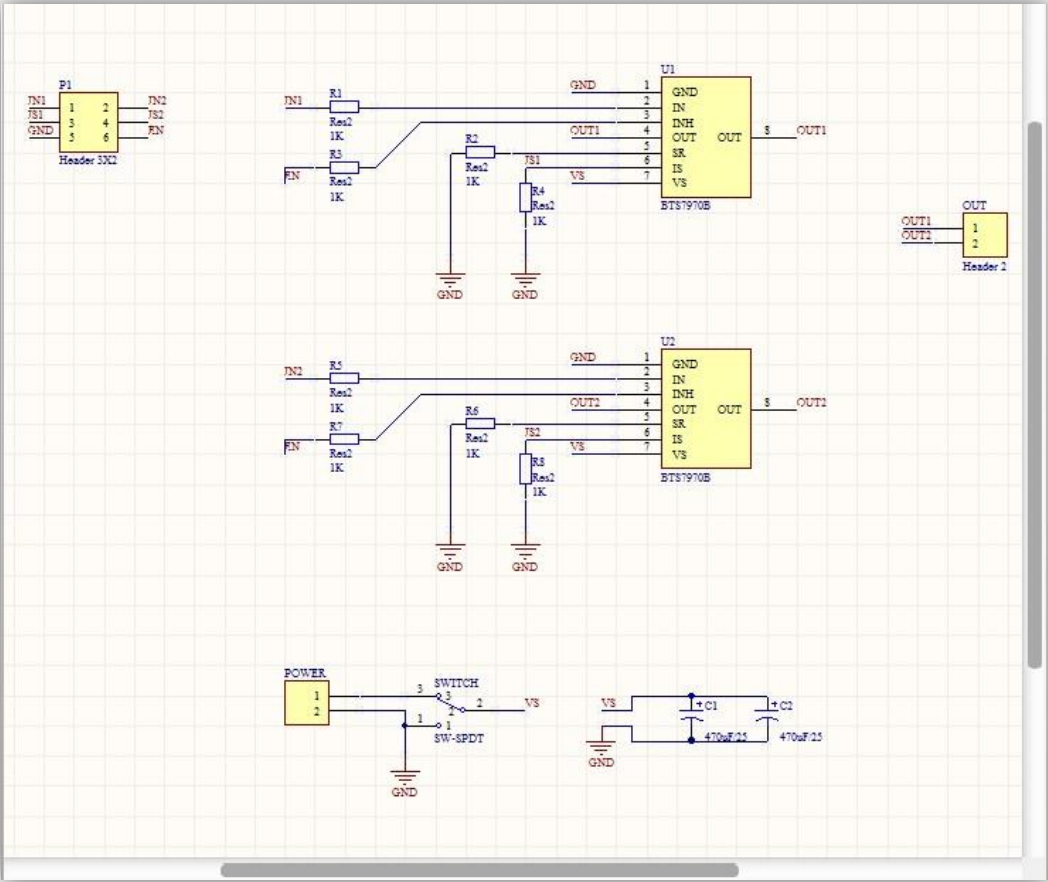 P1
JN1 1 2 JN2
JS1 3 4 JS2
GND 5 6 EN
Header 3X2
JN1
R1
Res2
1K
EN
R3
Res2
1K
R2
Res2
1K
JS1
R4
Res2
1K
GND
GND
U1
GND 1 GND
2 IN
3 INH
OUT1 4 OUT OUT 8 OUT1
5 SR
6 IS
VS 7 VS
BTS7970B
OUT
OUT1 1
OUT2 2
Header 2
JN2
R5
Res2
1K
EN
R7
Res2
1K
R6
Res2
1K
JS2
R8
Res2
1K
GND
GND
U2
GND 1 GND
2 IN
3 INH
OUT2 4 OUT OUT 8 OUT2
5 SR
6 IS
VS 7 VS
BTS7970B
POWER
1
2
SWITCH
3 3
2 2 VS
1 1
SW-SPDT
GND
VS
GND
+ C1
470uF/25
+ C2
470uF/25